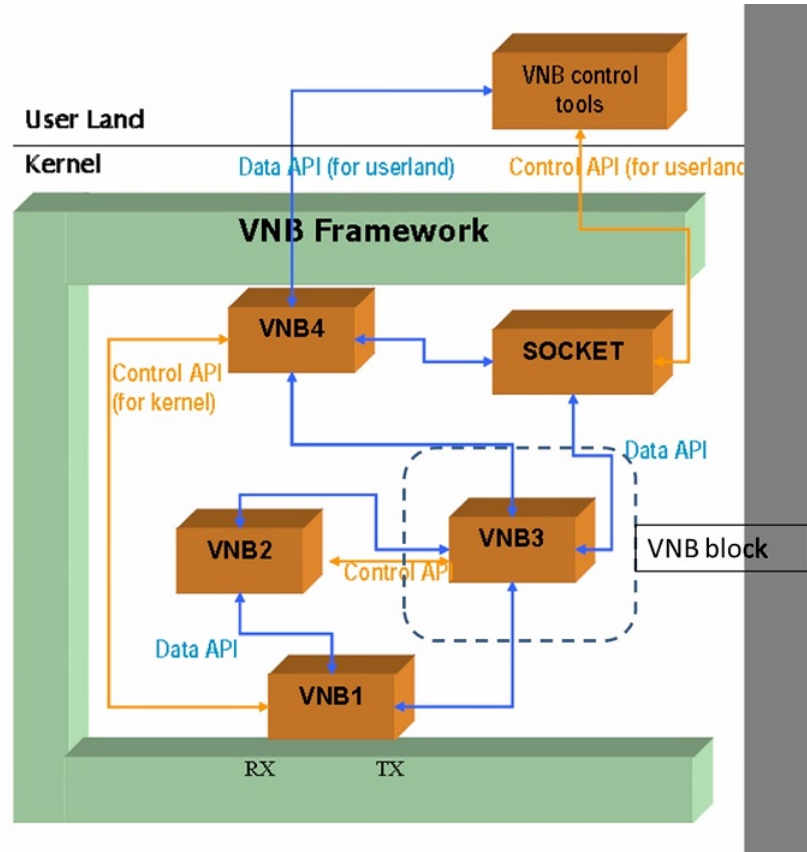 VNB control
tools
User Land
Kernel
Data API (for userland)
Control API (for userland
VNB Framework
VNB4
SOCKET
Control API
(for kernel)
Data API
VNB3
VNB block
VNB2
Control API
Data API
VNB1
RX
TX